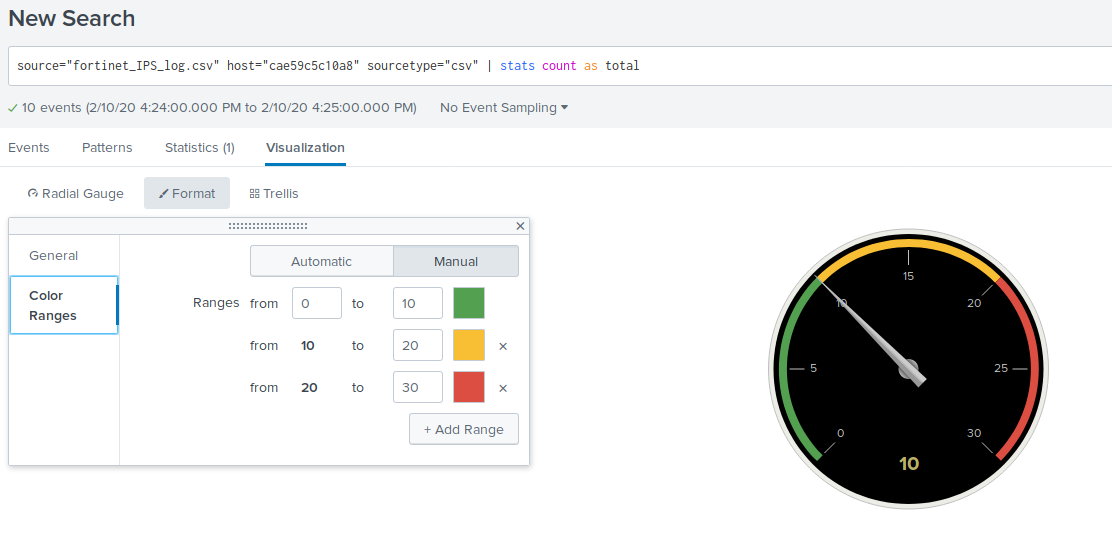 New Search
source="fortinet_IPS_log.csv" host="cae59c5c10a8" sourcetype="csv" | stats count as total
10 events (2/10/20 4:24:00.000 PM to 2/10/20 4:25:00.000 PM) No Event Sampling
Events Patterns Statistics (1) Visualization
Radial Gauge Format Trellis
General
Color Ranges
Automatic Manual
Ranges from 0 to 10
from 10 to 20
from 20 to 30
+ Add Range
0
5
10
15
20
25
30
10